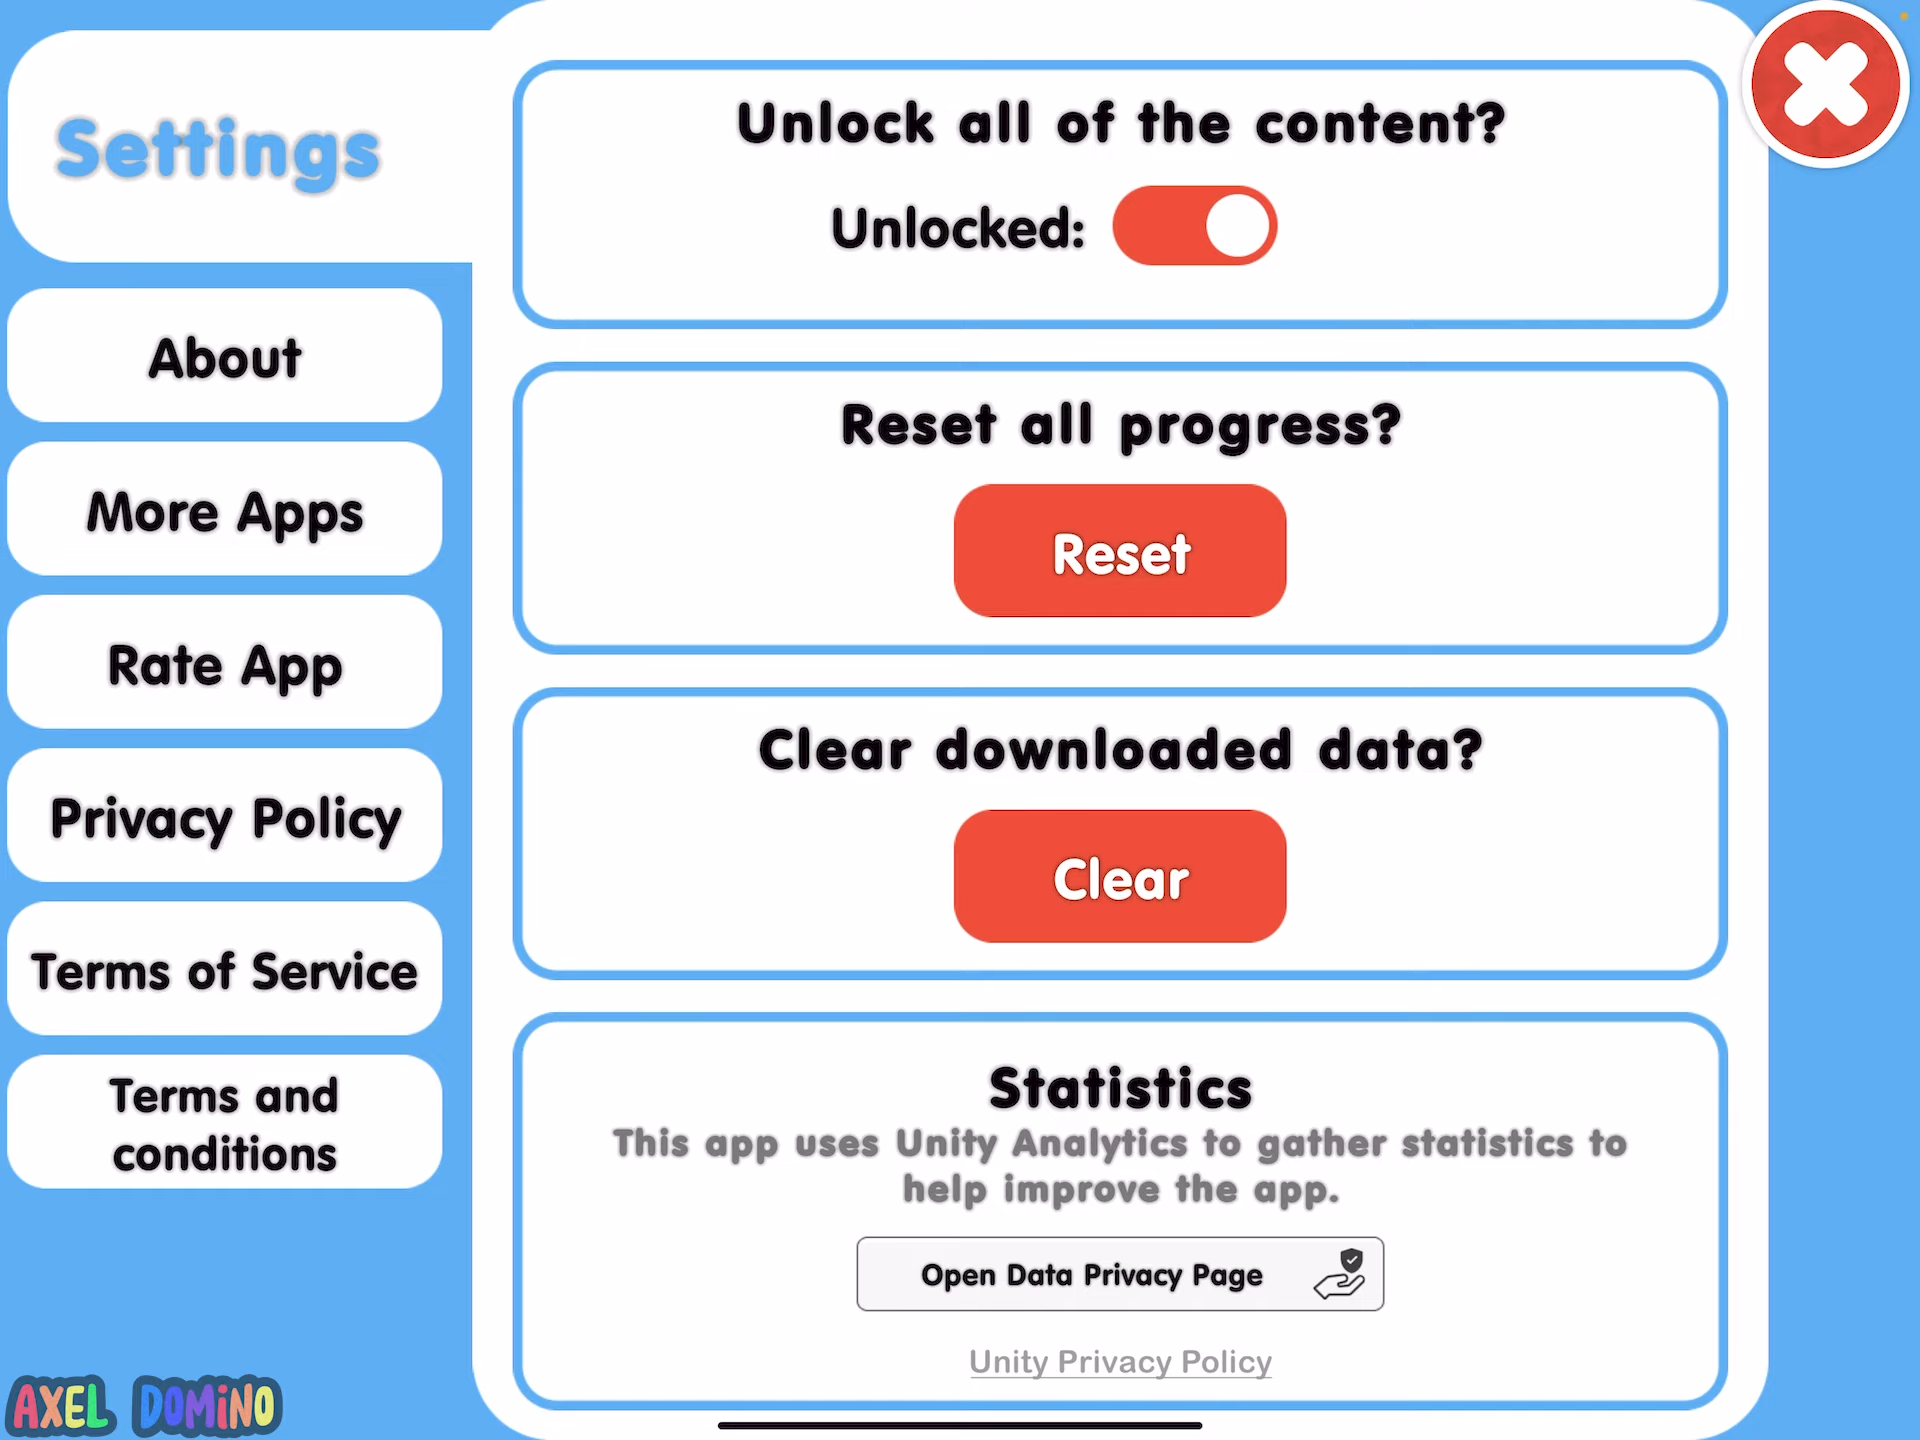 Settings
About
More Apps
Rate App
Privacy Policy
Terms of Service
Terms and
conditions
AXEL DOMiNO
Unlock all of the content?
Unlocked:
Reset all progress?
Reset
Clear downloaded data?
Clear
Statistics
This app uses Unity Analytics to gather statistics to
help improve the app.
Open Data Privacy Page
Unity Privacy Policy